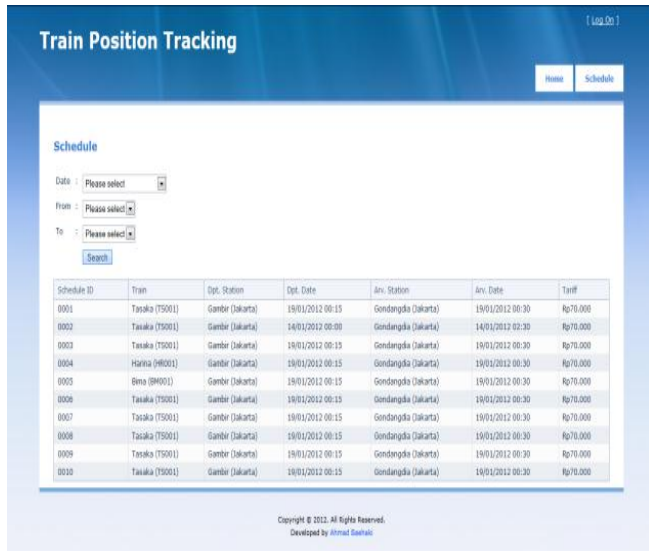 [ Log On ]
Train Position Tracking
Home Schedule
Schedule
Date : Please select
From : Please select
To : Please select
Search
Schedule ID Train Dpt. Station Dpt. Date Arv. Station Arv. Date Tariff
0001 Tasaka (TS001) Gambir (Jakarta) 19/01/2012 00:15 Gondangdia (Jakarta) 19/01/2012 00:30 Rp70.000
0002 Tasaka (TS001) Gambir (Jakarta) 14/01/2012 00:00 Gondangdia (Jakarta) 14/01/2012 02:30 Rp70.000
0003 Tasaka (TS001) Gambir (Jakarta) 19/01/2012 00:15 Gondangdia (Jakarta) 19/01/2012 00:30 Rp70.000
0004 Harina (HR001) Gambir (Jakarta) 19/01/2012 00:15 Gondangdia (Jakarta) 19/01/2012 00:30 Rp70.000
0005 Bima (BM001) Gambir (Jakarta) 19/01/2012 00:15 Gondangdia (Jakarta) 19/01/2012 00:30 Rp70.000
0006 Tasaka (TS001) Gambir (Jakarta) 19/01/2012 00:15 Gondangdia (Jakarta) 19/01/2012 00:30 Rp70.000
0007 Tasaka (TS001) Gambir (Jakarta) 19/01/2012 00:15 Gondangdia (Jakarta) 19/01/2012 00:30 Rp70.000
0008 Tasaka (TS001) Gambir (Jakarta) 19/01/2012 00:15 Gondangdia (Jakarta) 19/01/2012 00:30 Rp70.000
0009 Tasaka (TS001) Gambir (Jakarta) 19/01/2012 00:15 Gondangdia (Jakarta) 19/01/2012 00:30 Rp70.000
0010 Tasaka (TS001) Gambir (Jakarta) 19/01/2012 00:15 Gondangdia (Jakarta) 19/01/2012 00:30 Rp70.000
Copyright © 2012. All Rights Reserved.
Developed by Ahmad